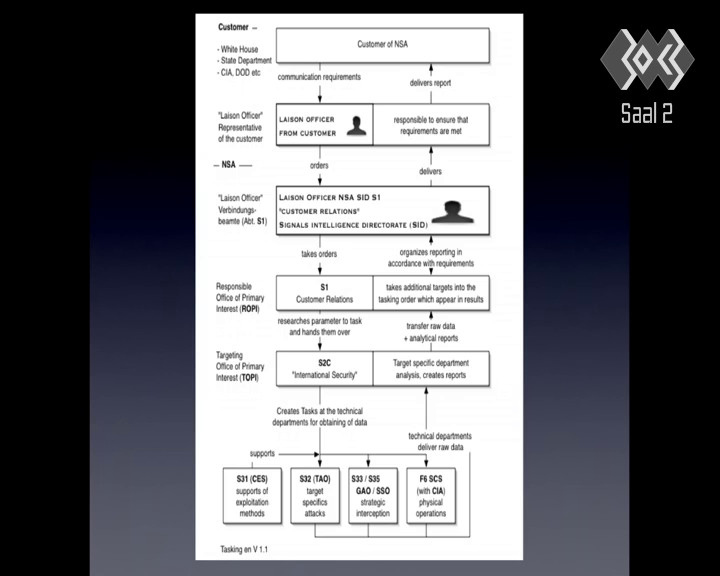 Customer –
- White House
- State Department
- CIA, DOD etc
Customer of NSA
communication requirements
delivers report
"Laison Officer"
Representative
of the customer
LAISON OFFICER
FROM CUSTOMER
responsible to ensure that
requirements are met
– NSA ––
orders
delivers
"Laison Officer"
Verbindungs-
beamte (Abt. S1)
LAISON OFFICER NSA SID S1
"CUSTOMER RELATIONS"
SIGNALS INTELLIGENCE DIRECTORATE (SID)
takes orders
organizes reporting in
accordance with requirements
Responsible
Office of Primary
Interest (ROPI)
S1
Customer Relations
takes additional targets into the
tasking order which appear in results
researches parameter to task
and hands them over
transfer raw data
+ analytical reports
Targeting
Office of Primary
Interest (TOPI)
S2C
"International Security"
Target specific department
analysis, creates reports
Creates Tasks at the technical
departments for obtaining of data
technical departments
deliver raw data
supports
S31 (CES)
supports of
exploitation
methods
S32 (TAO)
target
specifics
attacks
S33 / S35
GAO / SSO
strategic
interception
F6 SCS
(with CIA)
physical
operations
Tasking en V 1.1
Saal 2